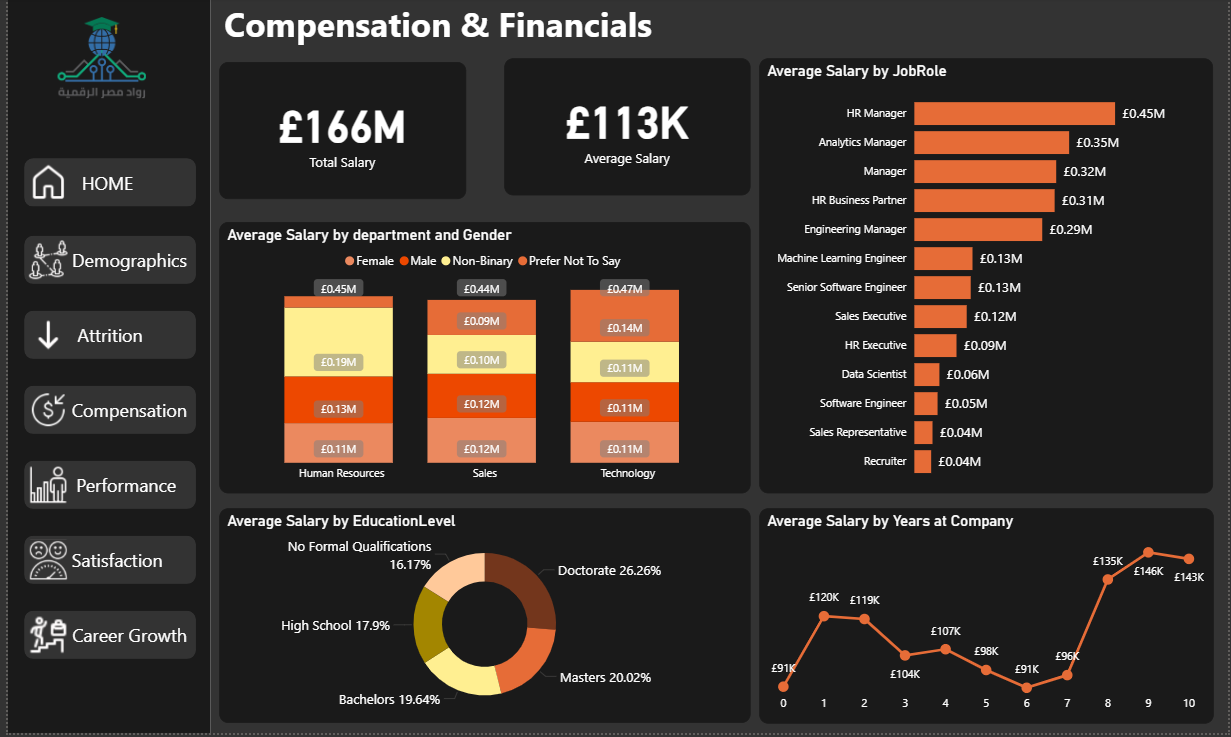 رواد مصر الرقمية
HOME
Demographics
Attrition
Compensation
Performance
Satisfaction
Career Growth
Compensation & Financials
£166M
Total Salary
£113K
Average Salary
Average Salary by department and Gender
Female Male Non-Binary Prefer Not To Say
£0.45M £0.44M £0.47M
£0.09M £0.14M
£0.19M £0.10M £0.11M
£0.13M £0.12M £0.11M
£0.11M £0.12M £0.11M
Human Resources Sales Technology
Average Salary by JobRole
HR Manager £0.45M
Analytics Manager £0.35M
Manager £0.32M
HR Business Partner £0.31M
Engineering Manager £0.29M
Machine Learning Engineer £0.13M
Senior Software Engineer £0.13M
Sales Executive £0.12M
HR Executive £0.09M
Data Scientist £0.06M
Software Engineer £0.05M
Sales Representative £0.04M
Recruiter £0.04M
Average Salary by EducationLevel
No Formal Qualifications
16.17%
Doctorate 26.26%
High School 17.9%
Masters 20.02%
Bachelors 19.64%
Average Salary by Years at Company
£91K £120K £119K £104K £107K £98K £91K £96K £135K £146K £143K
0 1 2 3 4 5 6 7 8 9 10